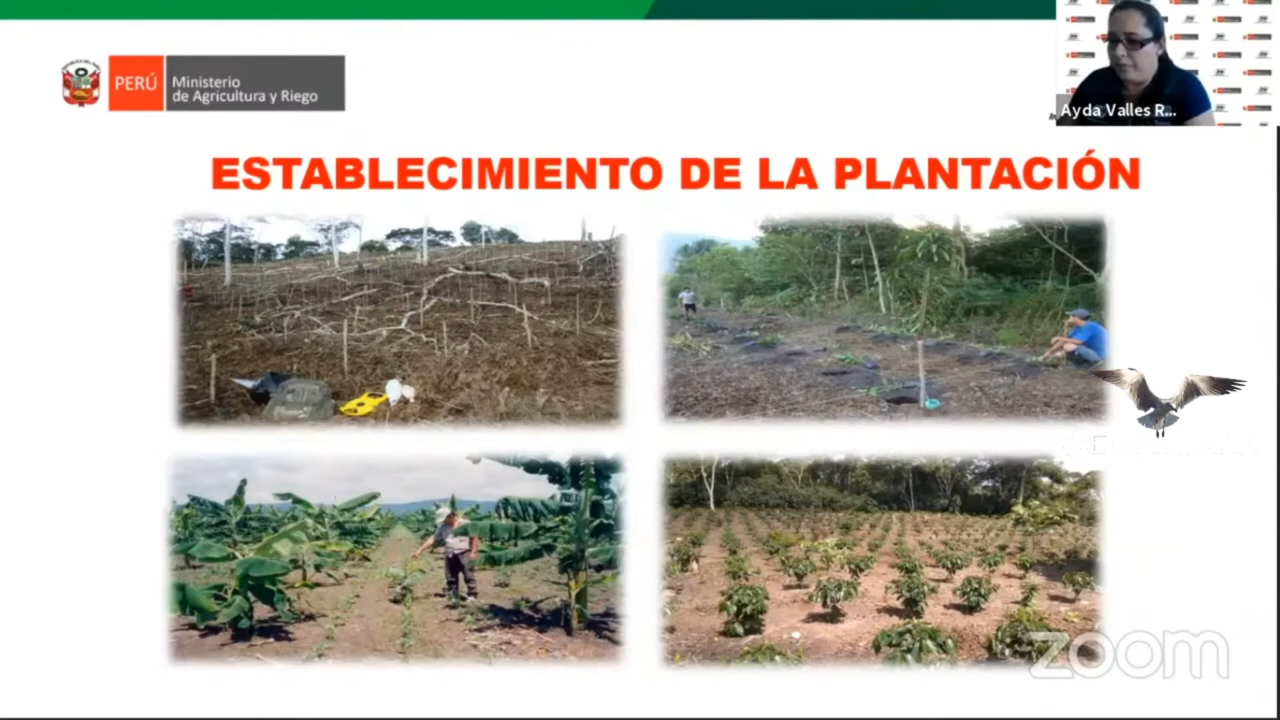 PERÚ
Ministerio
de Agricultura y Riego
Ayda Valles R...
ESTABLECIMIENTO DE LA PLANTACIÓN
zoom